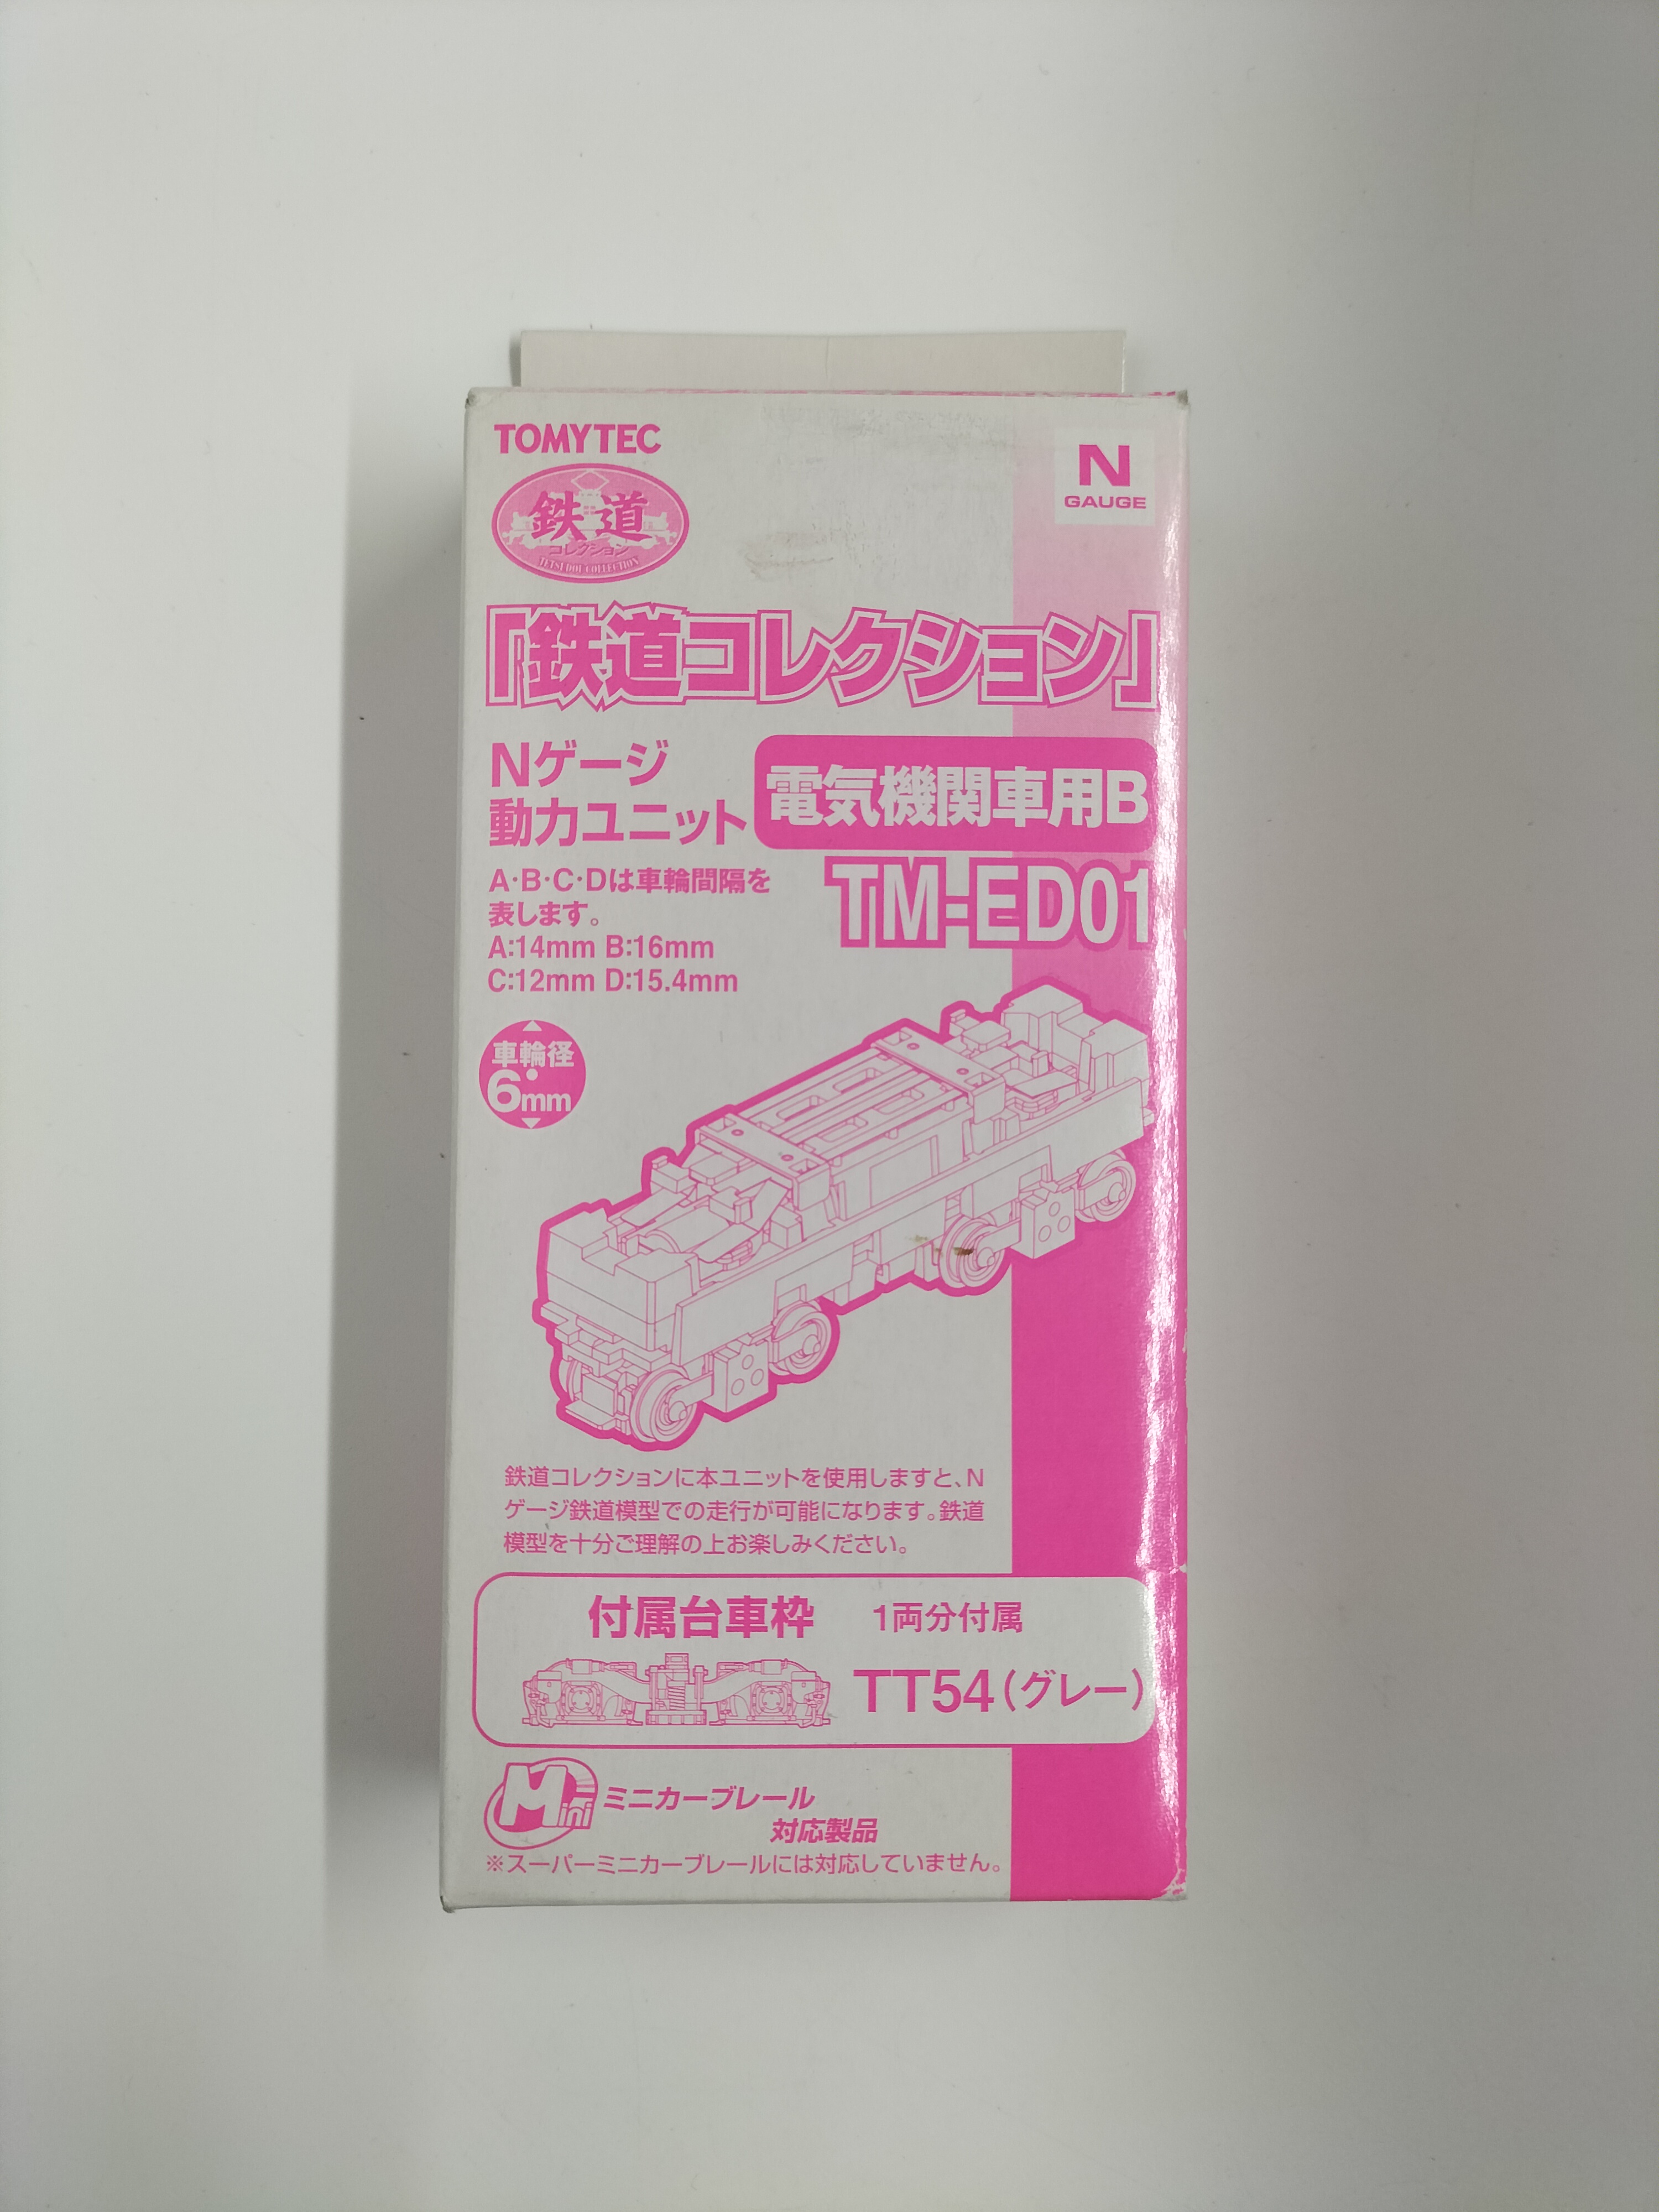 TOMYTEC
N
GAUGE
鉄道
コレクション
TETSUDOU COLLECTION
「鉄道コレクション」
Nゲージ
動力ユニット
電気機関車用B
TM-ED01
A・B・C・Dは車輪間隔を
表します。
A:14mm B:16mm
C:12mm D:15.4mm
車輪径
6mm
鉄道コレクションに本ユニットを使用しますと、N
ゲージ鉄道模型での走行が可能になります。鉄道
模型を十分ご理解の上お楽しみください。
付属台車枠 1両分付属
TT54(グレー)
Mini ミニカーブレール
対応製品
※スーパーミニカーブレールには対応していません。